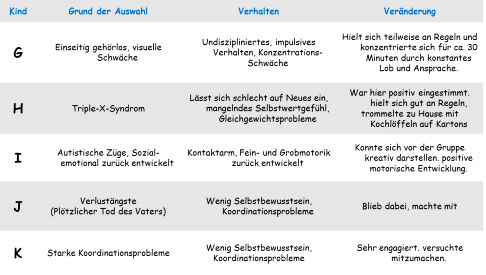 Kind Grund der Auswahl Verhalten Veränderung
G
Einseitig gehörlos, visuelle
Schwäche
Undiszipliniertes, impulsives
Verhalten, Konzentrations-
Schwäche
Hielt sich teilweise an Regeln und
konzentrierte sich für ca. 30
Minuten durch konstantes
Lob und Ansprache.
H
Triple-X-Syndrom
Lässt sich schlecht auf Neues ein,
mangelndes Selbstwertgefühl,
Gleichgewichtsprobleme
War hier positiv eingestimmt.
hielt sich gut an Regeln,
trommelte zu Hause mit
Kochlöffeln auf Kartons
I
Autistische Züge, Sozial-
emotional zurück entwickelt
Kontaktarm, Fein- und Grobmotorik
zurück entwickelt
Konnte sich vor der Gruppe
kreativ darstellen. positive
motorische Entwicklung.
J
Verlustängste
(Plötzlicher Tod des Vaters)
Wenig Selbstbewusstsein,
Koordinationsprobleme
Blieb dabei, machte mit
K
Starke Koordinationsprobleme
Wenig Selbstbewusstsein,
Koordinationsprobleme
Sehr engagiert. versuchte
mitzumachen.